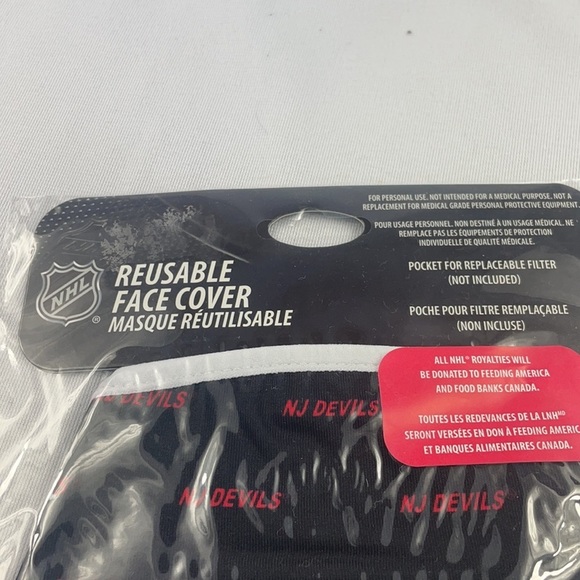 FOR PERSONAL USE. NOT INTENDED FOR A MEDICAL PURPOSE. NOT A
REPLACEMENT FOR MEDICAL GRADE PERSONAL PROTECTIVE EQUIPMENT.
POUR USAGE PERSONNEL. NON DESTINÉ À UN USAGE MÉDICAL. NE
REMPLACE PAS LES ÉQUIPEMENTS DE PROTECTION
INDIVIDUELLE DE QUALITÉ MÉDICALE.
NHL
®
REUSABLE
FACE COVER
MASQUE RÉUTILISABLE
POCKET FOR REPLACEABLE FILTER
(NOT INCLUDED)
POCHE POUR FILTRE REMPLAÇABLE
(NON INCLUSE)
ALL NHL® ROYALTIES WILL
BE DONATED TO FEEDING AMERICA
AND FOOD BANKS CANADA.
TOUTES LES REDEVANCES DE LA LNHᴹᴰ
SERONT VERSÉES EN DON À FEEDING AMERIC
ET BANQUES ALIMENTAIRES CANADA.
NJ DEVILS
NJ DEVILS
NJ DEVILS
NJ DEVILS